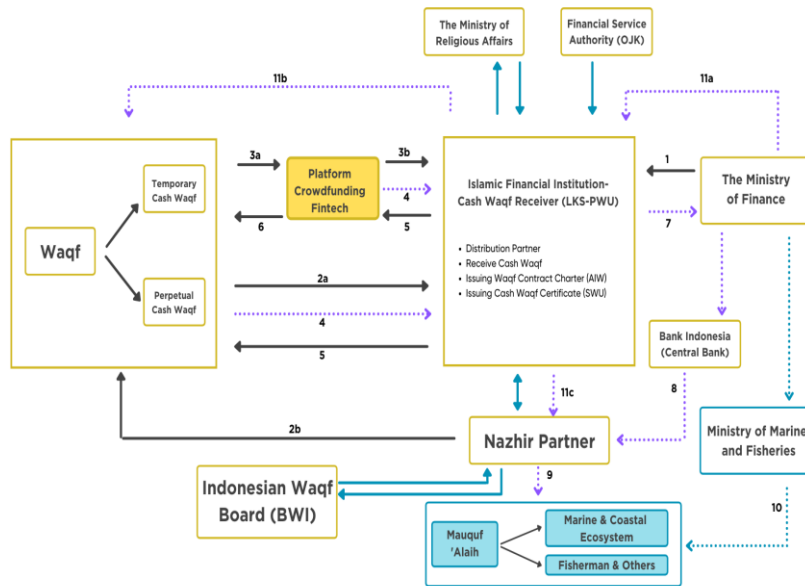 The Ministry of
Religious Affairs
Financial Service
Authority (OJK)
11b
11a
3a
3b
1
Temporary
Cash Waqf
Platform
Crowdfunding
Fintech
4
Islamic Financial Institution-
Cash Waqf Receiver (LKS-PWU)
The Ministry
of Finance
6
5
7
Waqf
• Distribution Partner
• Receive Cash Waqf
• Issuing Waqf Contract Charter (AIW)
• Issuing Cash Waqf Certificate (SWU)
2a
Perpetual
Cash Waqf
4
5
Bank Indonesia
(Central Bank)
11c
8
2b
Nazhir Partner
Ministry of Marine
and Fisheries
Indonesian Waqf
Board (BWI)
9
10
Mauquf
'Alaih
Marine & Coastal
Ecosystem
Fisherman & Others